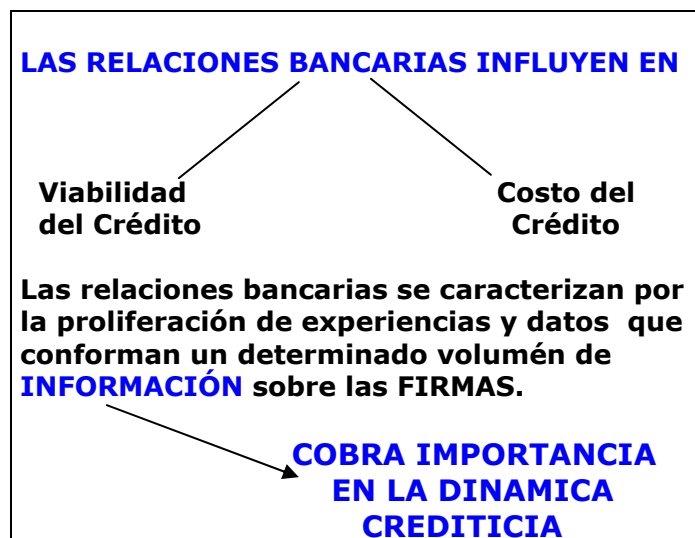 LAS RELACIONES BANCARIAS INFLUYEN EN
Viabilidad
del Crédito
Costo del
Crédito
Las relaciones bancarias se caracterizan por
la proliferación de experiencias y datos que
conforman un determinado volumén de
INFORMACIÓN sobre las FIRMAS.
COBRA IMPORTANCIA
EN LA DINAMICA
CREDITICIA